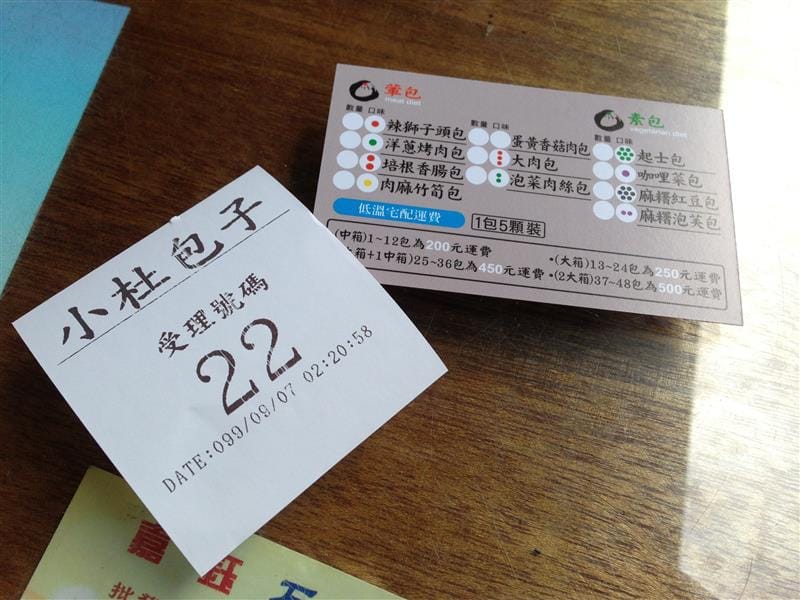 小杜包子
受理號碼
22
DATE:099/09/07 02:20:58
葷包
meat diet
數量 口味
辣獅子頭包
洋蔥烤肉包
培根香腸包
肉麻竹筍包
數量 口味
蛋黃香菇肉包
大肉包
泡菜肉絲包
素包
vegetarian diet
數量 口味
起士包
咖哩菜包
麻糬紅豆包
麻糬泡芙包
低溫宅配運費
1包5顆裝
(中箱)1~12包為200元運費
•(大箱)13~24包為250元運費
箱+1中箱)25~36包為450元運費
•(2大箱)37~48包為500元運費
嘉鈺
批發